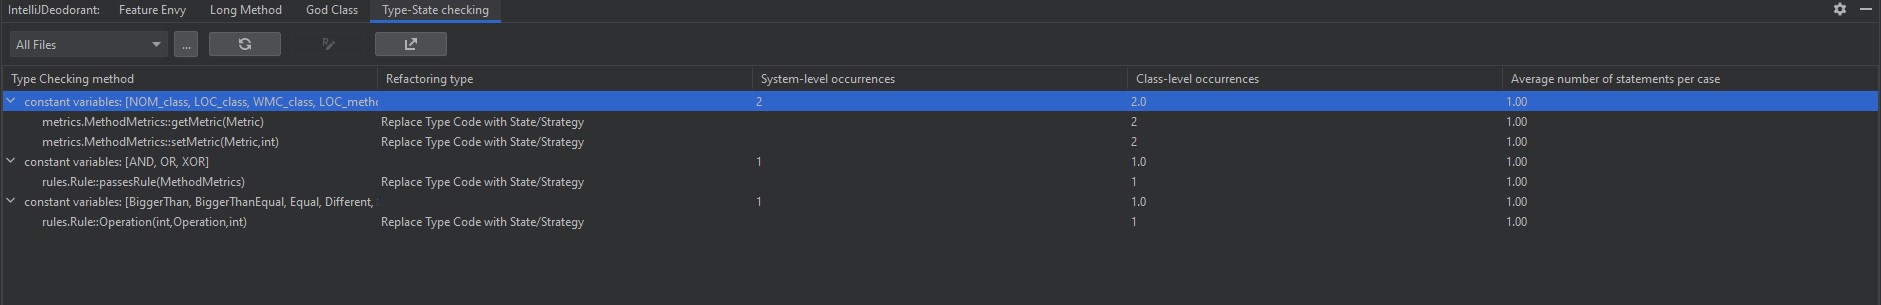 IntelliJDeodorant: Feature Envy Long Method God Class Type-State checking
All Files ...
Type Checking method Refactoring type System-level occurrences Class-level occurrences Average number of statements per case
constant variables: [NOM_class, LOC_class, WMC_class, LOC_metho 2 2.0 1.00
metrics.MethodMetrics::getMetric(Metric) Replace Type Code with State/Strategy 2 1.00
metrics.MethodMetrics::setMetric(Metric,int) Replace Type Code with State/Strategy 2 1.00
constant variables: [AND, OR, XOR] 1 1.0 1.00
rules.Rule::passesRule(MethodMetrics) Replace Type Code with State/Strategy 1 1.00
constant variables: [BiggerThan, BiggerThanEqual, Equal, Different, 1 1.0 1.00
rules.Rule::Operation(int,Operation,int) Replace Type Code with State/Strategy 1 1.00